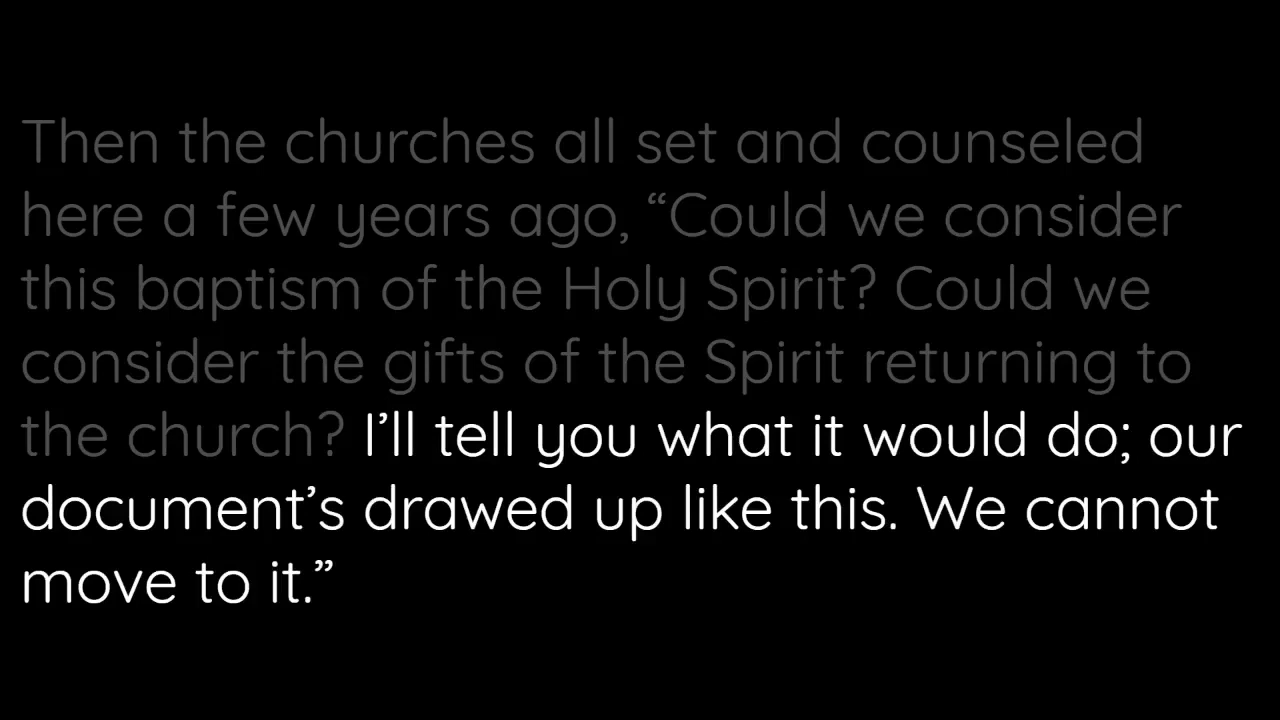 Then the churches all set and counseled
here a few years ago, “Could we consider
this baptism of the Holy Spirit? Could we
consider the gifts of the Spirit returning to
the church? I’ll tell you what it would do; our
document’s drawed up like this. We cannot
move to it.”